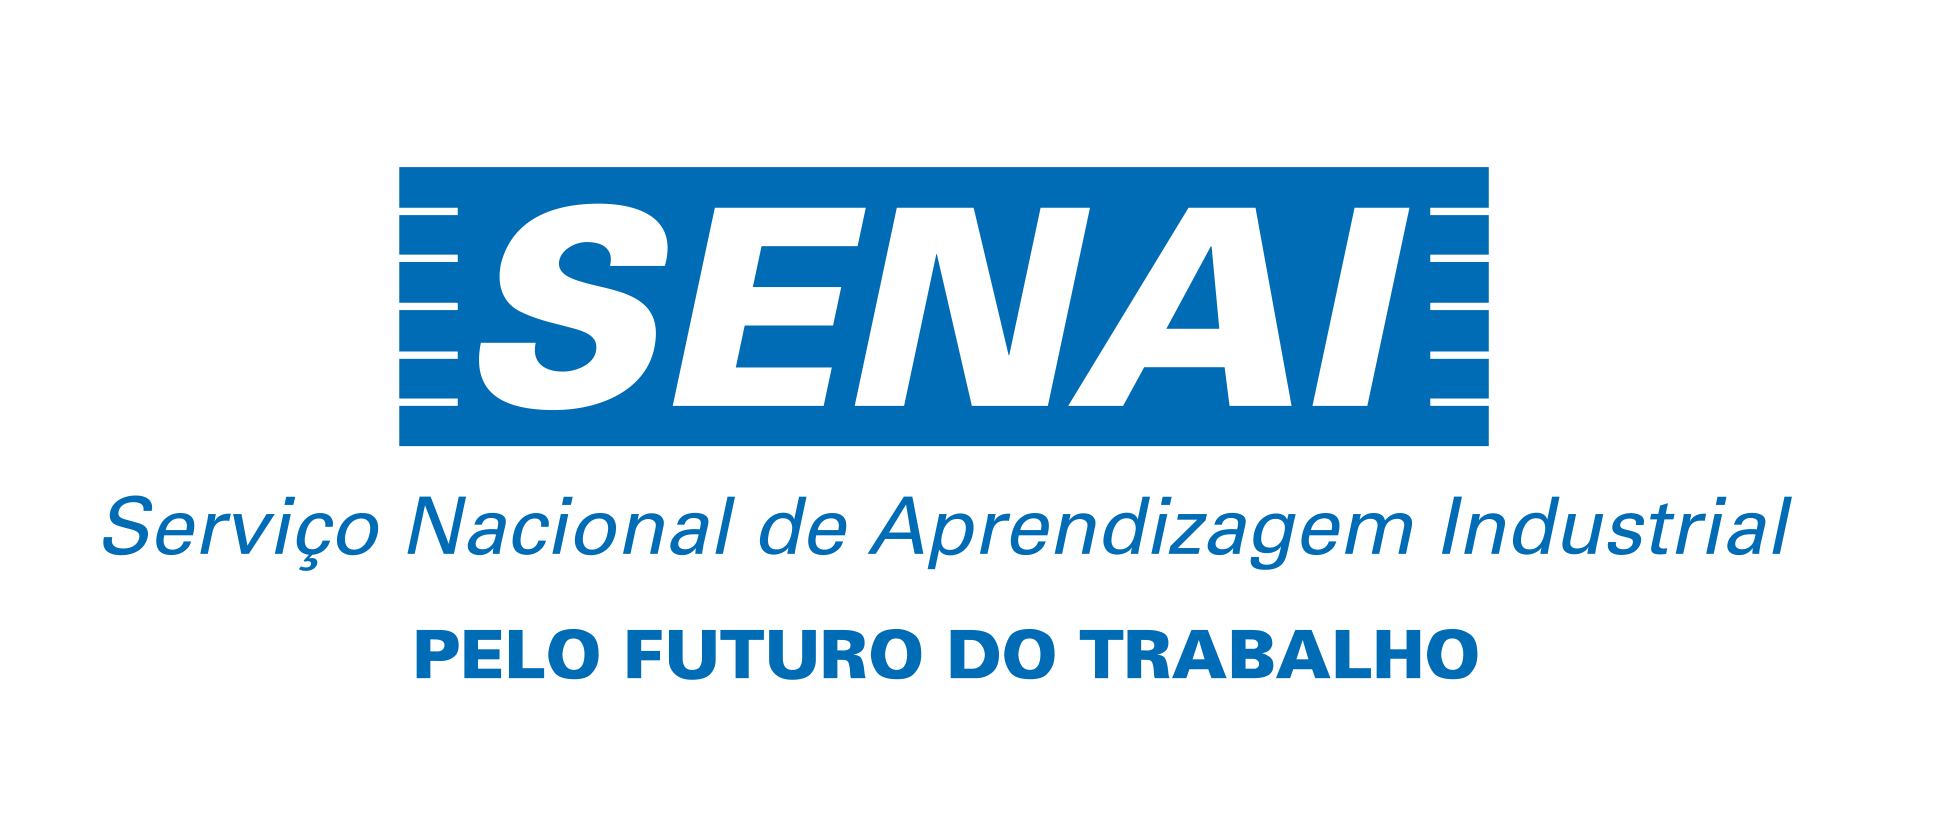 SENAI
Serviço Nacional de Aprendizagem Industrial
PELO FUTURO DO TRABALHO